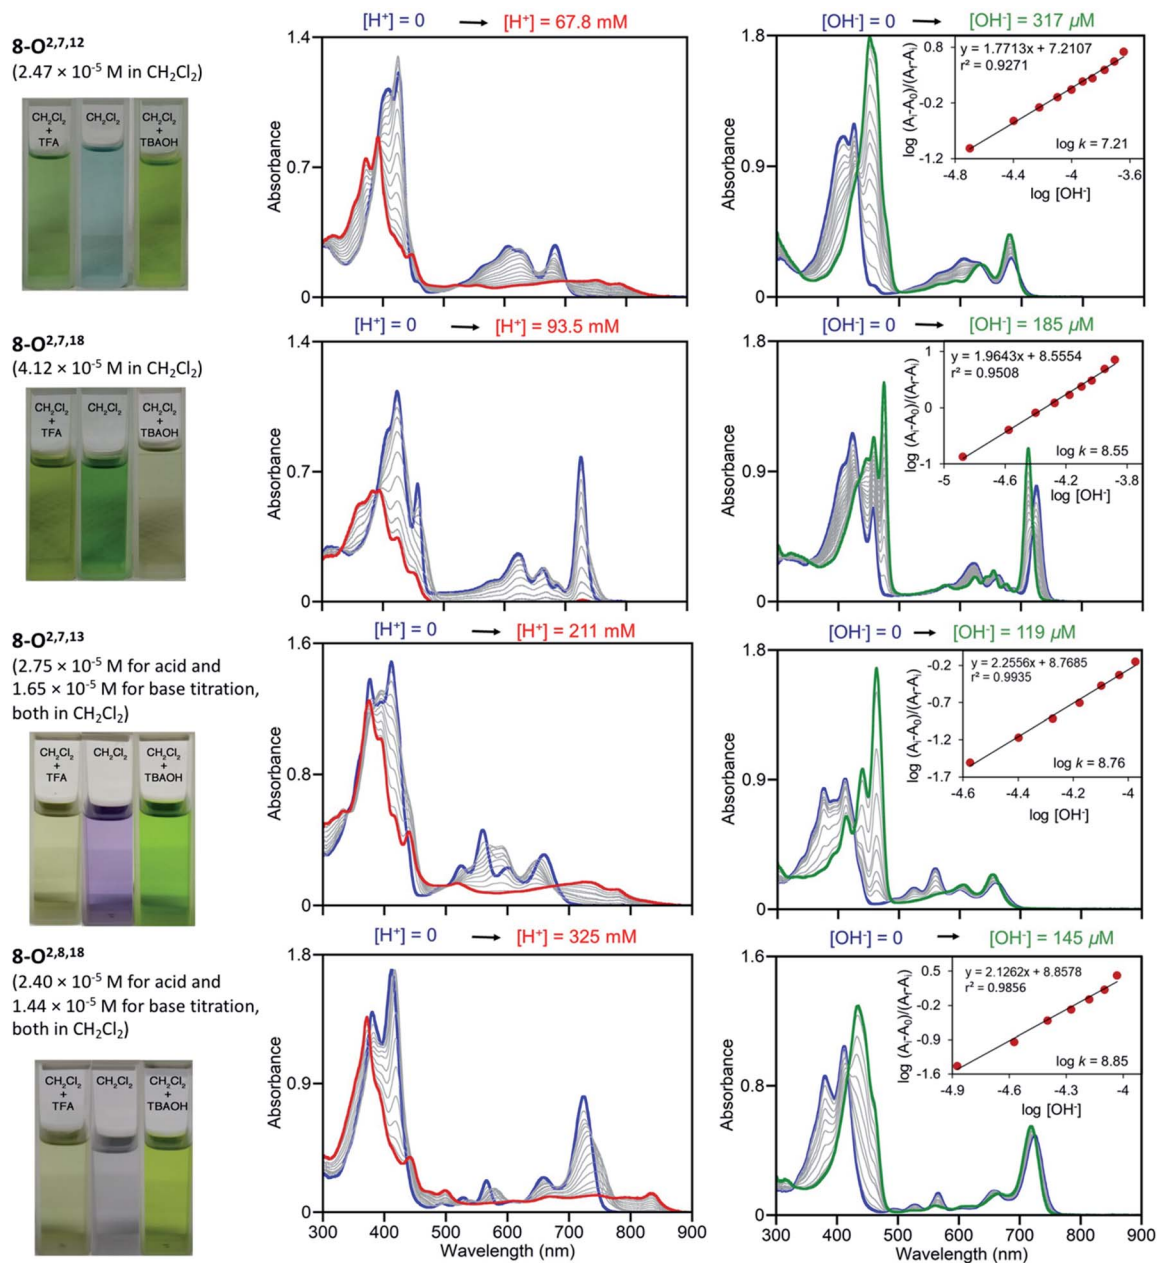 8-O2,7,12
(2.47 × 10-5 M in CH2Cl2)
CH2Cl2
+
TFA
CH2Cl2
CH2Cl2
+
TBAOH
[H+] = 0 → [H+] = 67.8 mM
1.4
0.7
0
Absorbance
[OH-] = 0 → [OH-] = 317 µM
1.8
0.9
0
Absorbance
0.8
-0.2
-1.2
log (Ai-A0)/(Af-Ai)
y = 1.7713x + 7.2107
r² = 0.9271
log k = 7.21
-4.8 -4.4 -4 -3.6
log [OH-]
8-O2,7,18
(4.12 × 10-5 M in CH2Cl2)
CH2Cl2
+
TFA
CH2Cl2
CH2Cl2
+
TBAOH
[H+] = 0 → [H+] = 93.5 mM
1.4
0.7
0
Absorbance
[OH-] = 0 → [OH-] = 185 µM
1.8
0.9
0
Absorbance
1
0
-1
log (Ai-A0)/(Af-Ai)
y = 1.9643x + 8.5554
r² = 0.9508
log k = 8.55
-5 -4.6 -4.2 -3.8
log [OH-]
8-O2,7,13
(2.75 × 10-5 M for acid and
1.65 × 10-5 M for base titration,
both in CH2Cl2)
CH2Cl2
+
TFA
CH2Cl2
CH2Cl2
+
TBAOH
[H+] = 0 → [H+] = 211 mM
1.6
0.8
0
Absorbance
[OH-] = 0 → [OH-] = 119 µM
1.8
0.9
0
Absorbance
-0.2
-0.7
-1.2
-1.7
log (Ai-A0)/(Af-Ai)
y = 2.2556x + 8.7685
r² = 0.9935
log k = 8.76
-4.6 -4.4 -4.2 -4
log [OH-]
8-O2,8,18
(2.40 × 10-5 M for acid and
1.44 × 10-5 M for base titration,
both in CH2Cl2)
CH2Cl2
+
TFA
CH2Cl2
CH2Cl2
+
TBAOH
[H+] = 0 → [H+] = 325 mM
1.8
0.9
0
Absorbance
300 400 500 600 700 800 900
Wavelength (nm)
[OH-] = 0 → [OH-] = 145 µM
1.6
0.8
0
Absorbance
0.5
-0.2
-0.9
-1.6
log (Ai-A0)/(Af-Ai)
y = 2.1262x + 8.8578
r² = 0.9856
log k = 8.85
-4.9 -4.6 -4.3 -4
log [OH-]
300 400 500 600 700 800 900
Wavelength (nm)